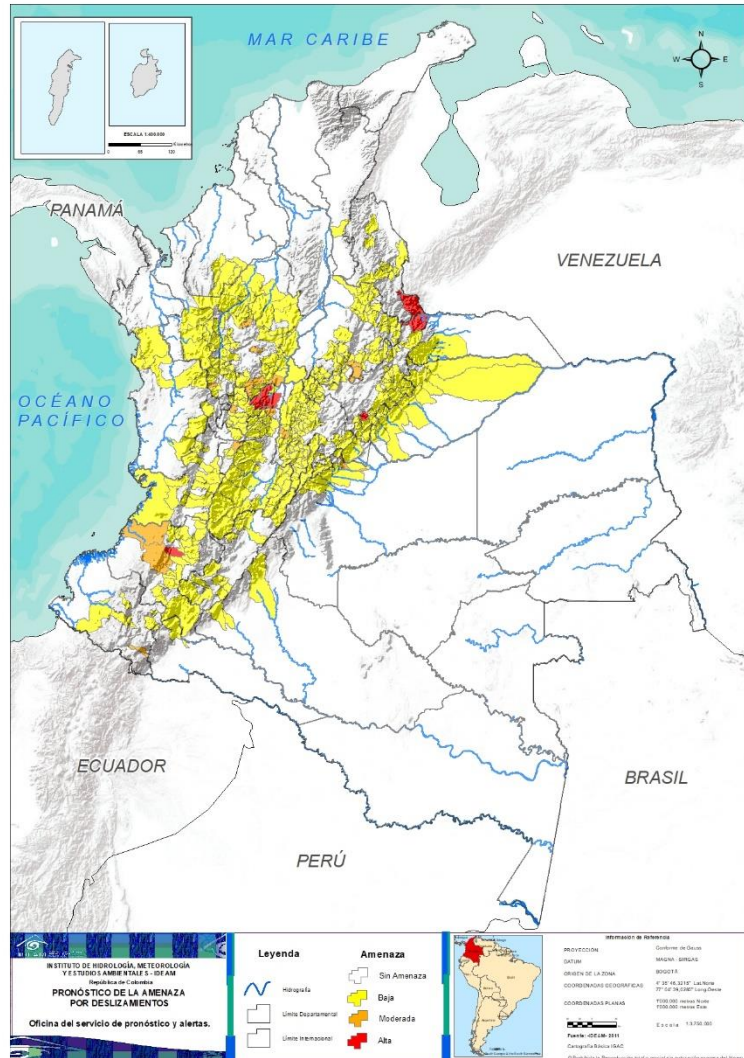 MAR CARIBE
N
W E
S
ESCALA 1:400.000
PANAMÁ
VENEZUELA
OCÉANO
PACÍFICO
ECUADOR
BRASIL
PERÚ
INSTITUTO DE HIDROLOGÍA, METEOROLOGÍA
Y ESTUDIOS AMBIENTALES - IDEAM
República de Colombia
PRONÓSTICO DE LA AMENAZA
POR DESLIZAMIENTOS
Oficina del servicio de pronóstico y alertas.
Leyenda
Hidrografía
Límite Departamental
Límite Internacional
Amenaza
Sin Amenaza
Baja
Moderada
Alta
Información de Referencia
PROYECCION Conforme de Gauss
DATUM MAGNA - SIRGAS
ORIGEN DE LA ZONA BOGOTÁ
COORDENADAS GEOGRÁFICAS
COORDENADAS PLANAS
Escala
Fuente: IDEAM- 2011
Cartografía Básica IGAC